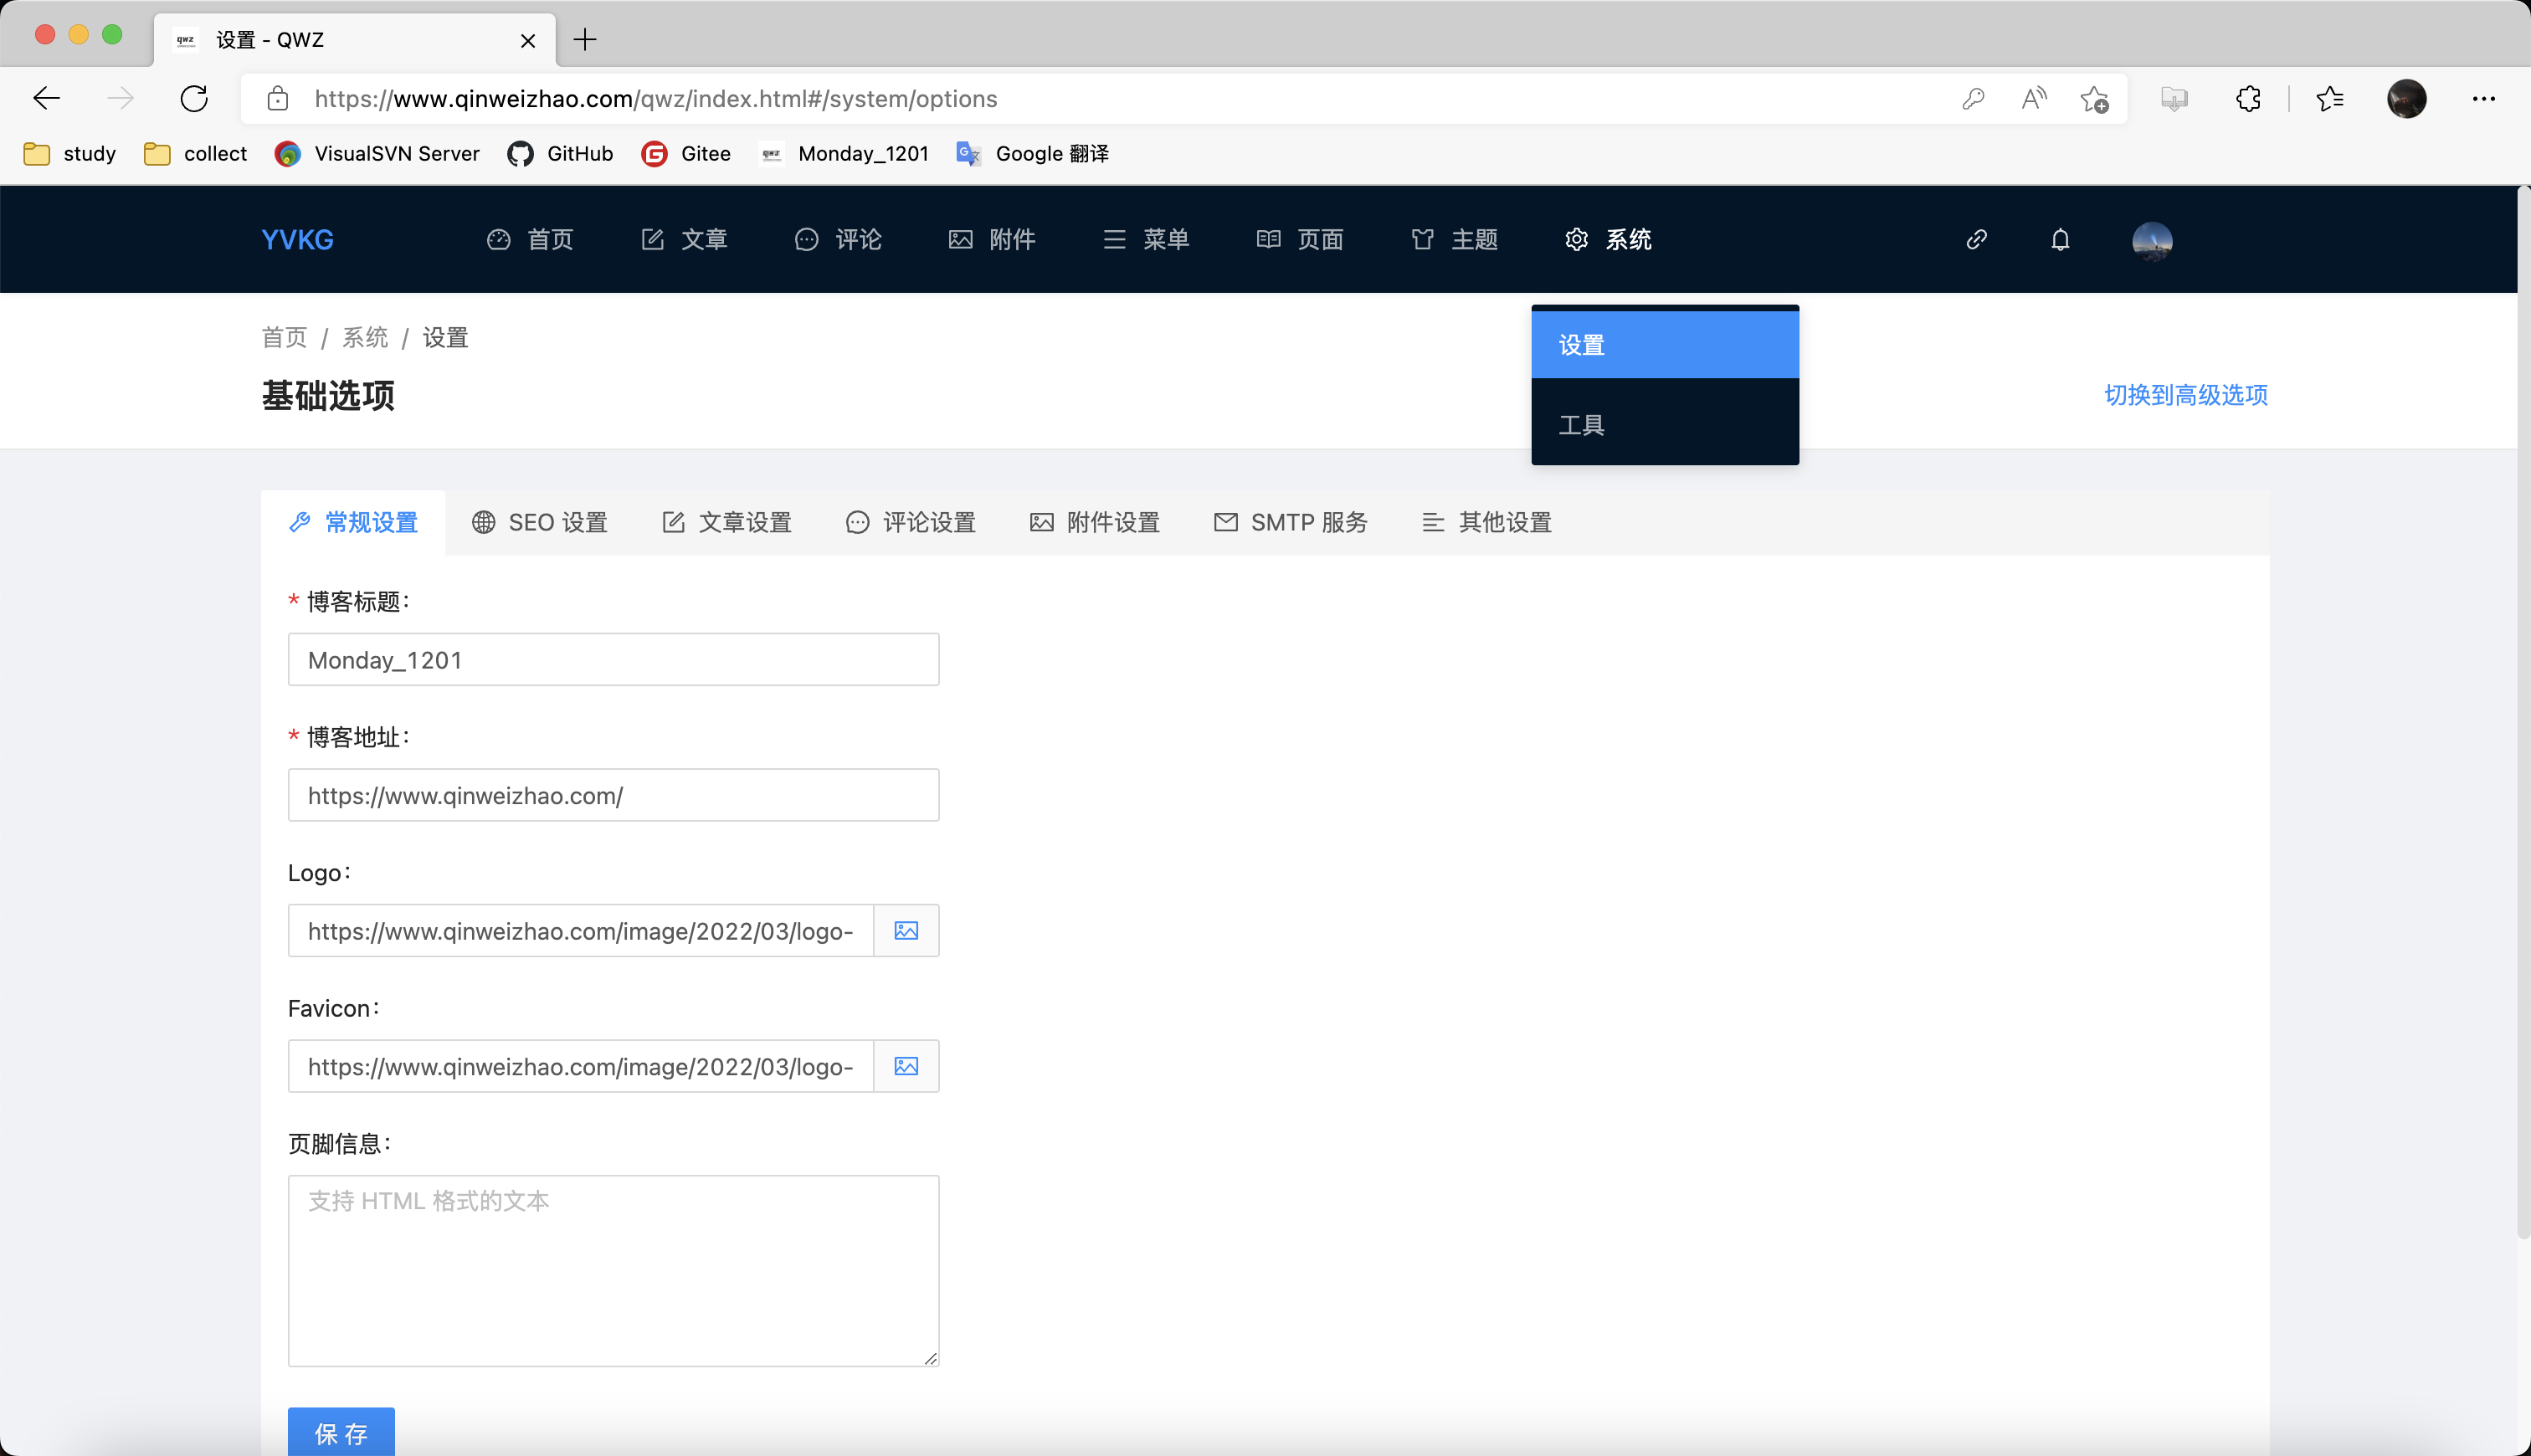 设置 - QWZ
https://www.qinweizhao.com/qwz/index.html#/system/options
study collect VisualSVN Server GitHub Gitee Monday_1201 Google 翻译
YVKG 首页 文章 评论 附件 菜单 页面 主题 系统
首页 / 系统 / 设置
设置
基础选项
切换到高级选项
工具
常规设置 SEO 设置 文章设置 评论设置 附件设置 SMTP 服务 其他设置
* 博客标题：
Monday_1201
* 博客地址：
https://www.qinweizhao.com/
Logo：
https://www.qinweizhao.com/image/2022/03/logo-
Favicon：
https://www.qinweizhao.com/image/2022/03/logo-
页脚信息：
支持 HTML 格式的文本
保 存